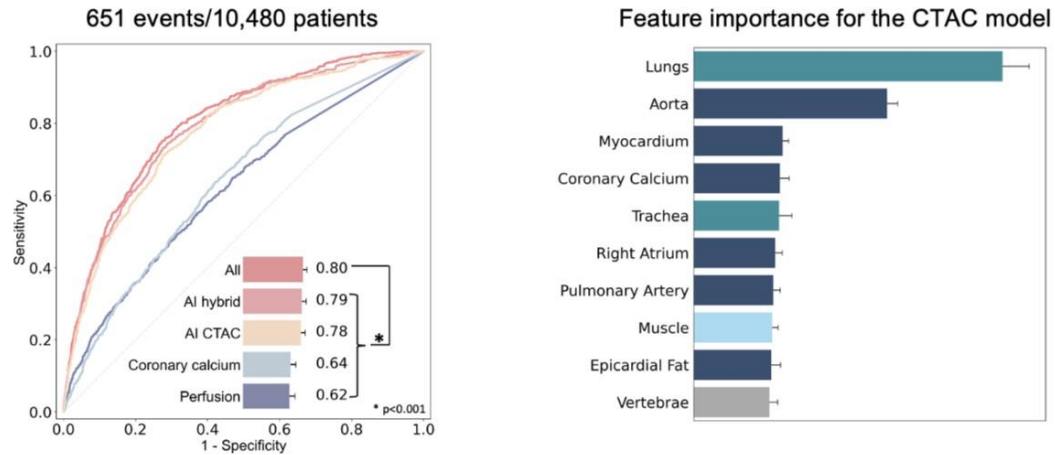 651 events/10,480 patients
1.0
0.8
0.6
0.4
0.2
0.0
Sensitivity
0.0 0.2 0.4 0.6 0.8 1.0
1 - Specificity
All 0.80
AI hybrid 0.79
AI CTAC 0.78
Coronary calcium 0.64
Perfusion 0.62
*
* p<0.001
Feature importance for the CTAC model
Lungs
Aorta
Myocardium
Coronary Calcium
Trachea
Right Atrium
Pulmonary Artery
Muscle
Epicardial Fat
Vertebrae